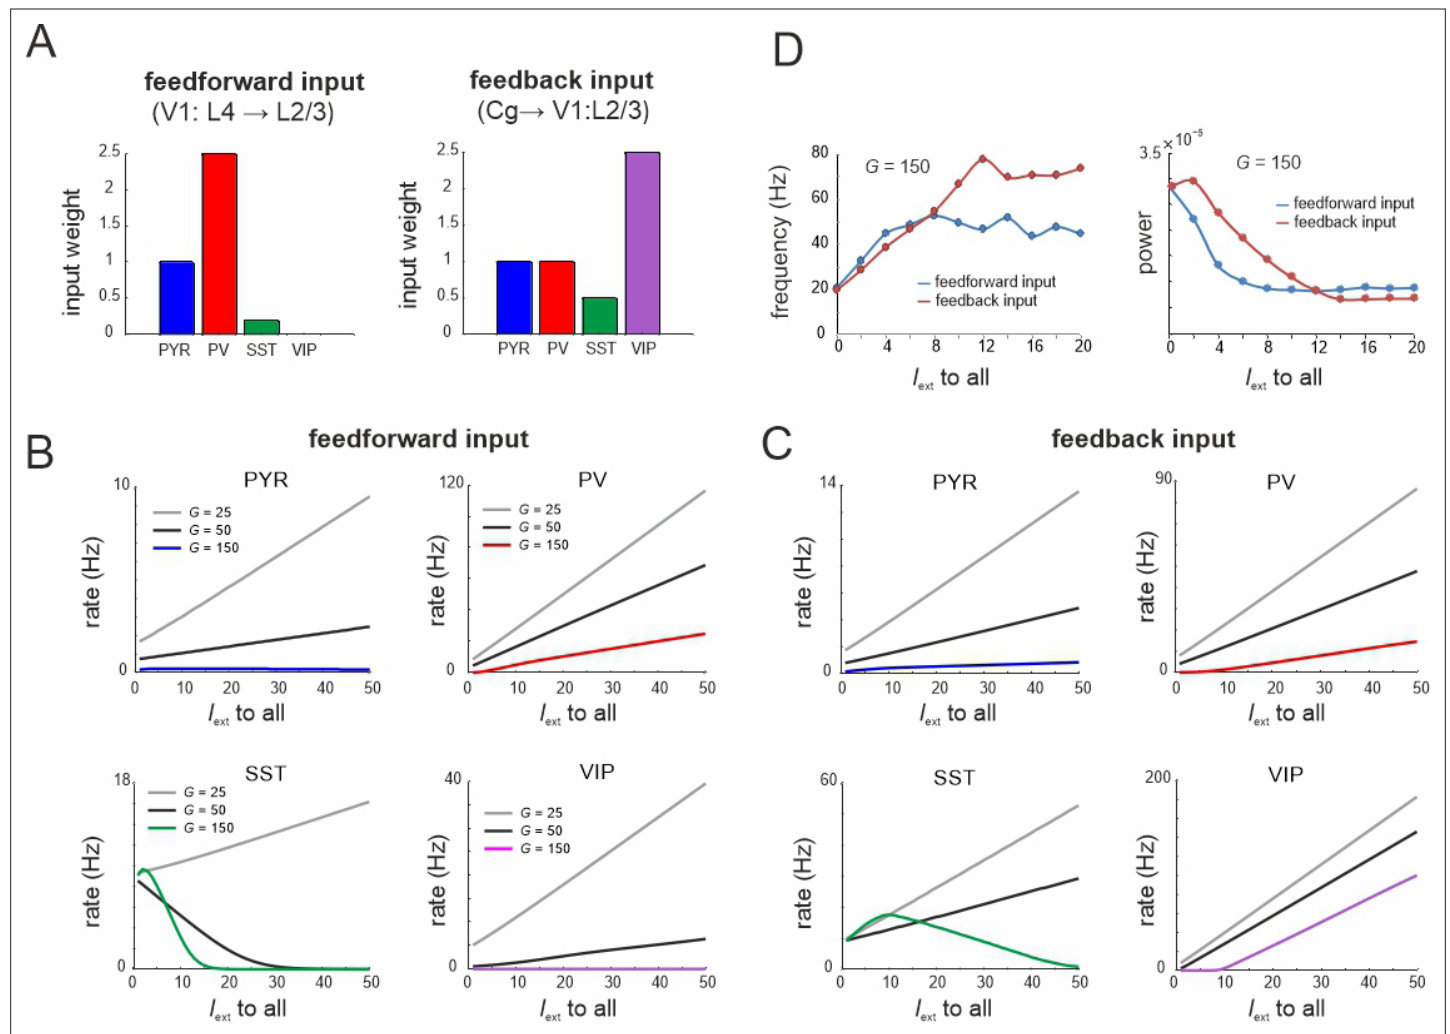 A
feedforward input
(V1: L4 → L2/3)
input weight
2.5
2
1.5
1
0.5
0
PYR PV SST VIP
feedback input
(Cg→ V1:L2/3)
input weight
2.5
2
1.5
1
0.5
0
PYR PV SST VIP
D
frequency (Hz)
80
60
40
20
0
G = 150
feedforward input
feedback input
0 4 8 12 16 20
I ext to all
3.5 × 10 -5
power
G = 150
feedforward input
feedback input
0 4 8 12 16 20
I ext to all
B
feedforward input
PYR
10
rate (Hz)
0
G = 25
G = 50
G = 150
0 10 20 30 40 50
I ext to all
PV
120
rate (Hz)
0
G = 25
G = 50
G = 150
0 10 20 30 40 50
I ext to all
SST
18
rate (Hz)
0
G = 25
G = 50
G = 150
0 10 20 30 40 50
I ext to all
VIP
40
rate (Hz)
0
G = 25
G = 50
G = 150
0 10 20 30 40 50
I ext to all
C
feedback input
PYR
14
rate (Hz)
0
0 10 20 30 40 50
I ext to all
PV
90
rate (Hz)
0
0 10 20 30 40 50
I ext to all
SST
60
rate (Hz)
0
0 10 20 30 40 50
I ext to all
VIP
200
rate (Hz)
0
0 10 20 30 40 50
I ext to all